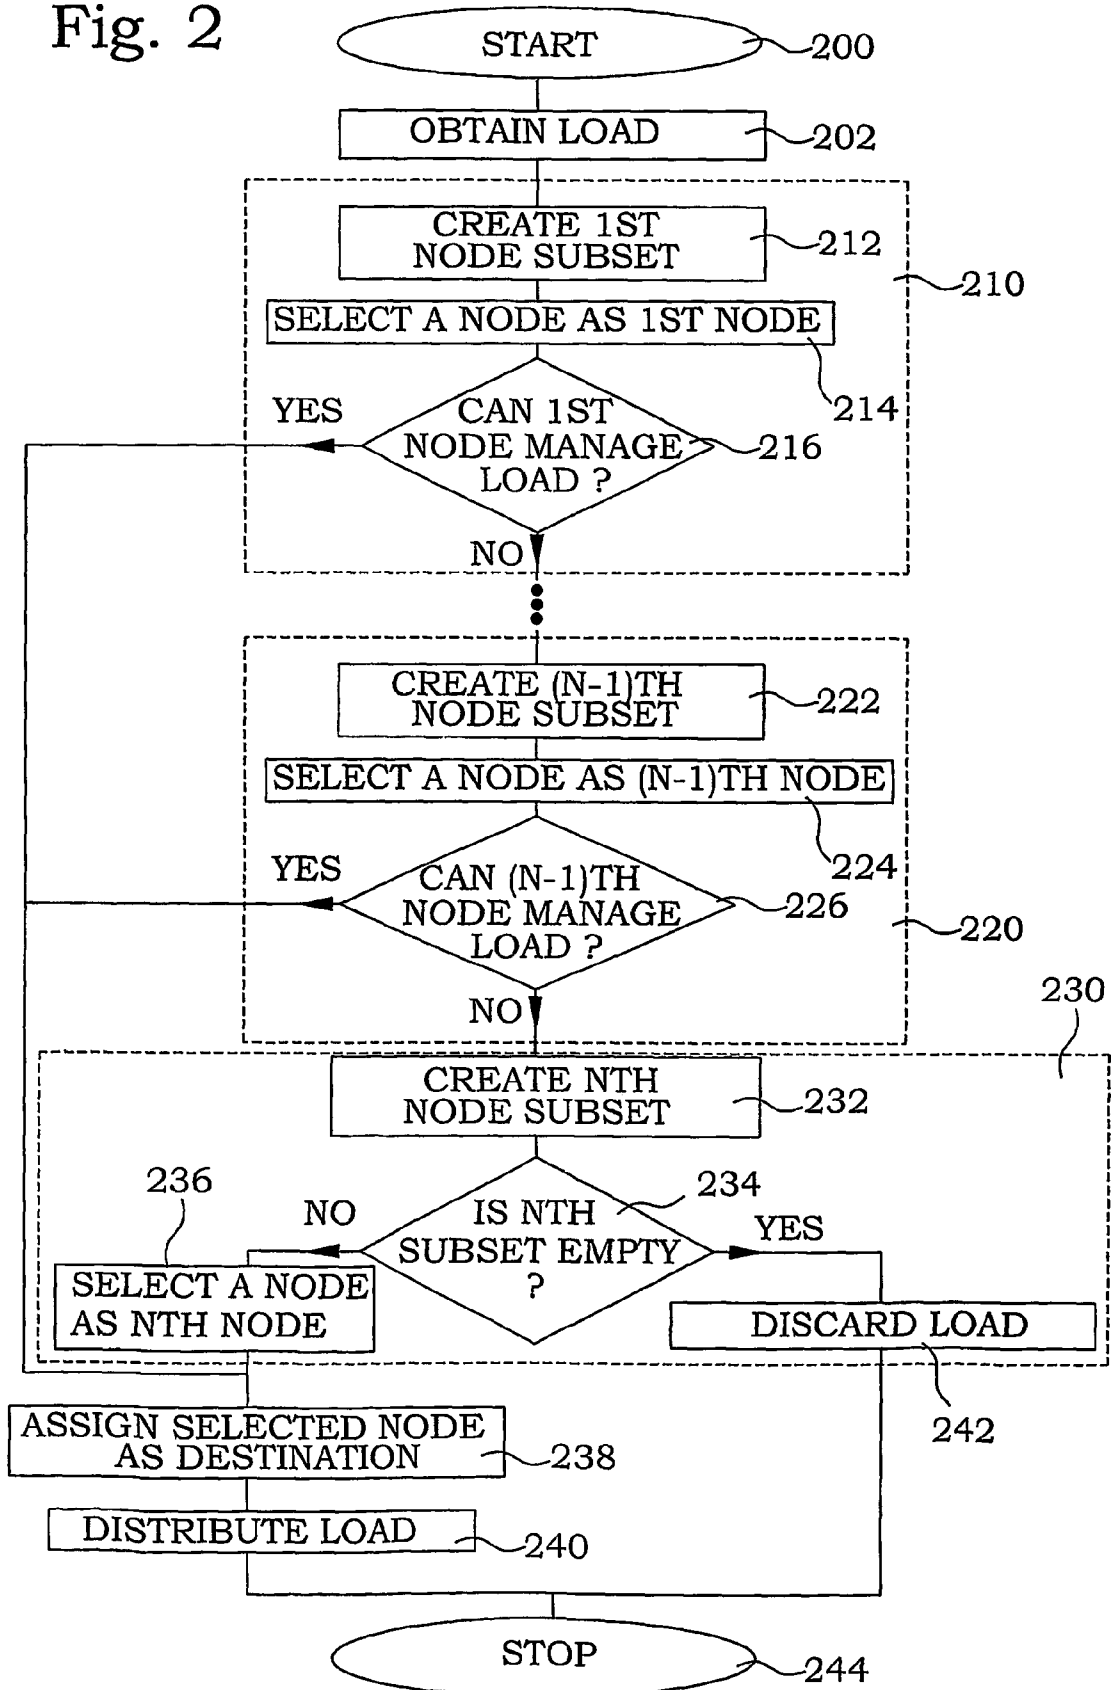 Fig. 2
START
200
OBTAIN LOAD
202
CREATE 1ST
NODE SUBSET
212
210
SELECT A NODE AS 1ST NODE
214
YES
CAN 1ST
NODE MANAGE
LOAD ?
216
NO
CREATE (N-1)TH
NODE SUBSET
222
SELECT A NODE AS (N-1)TH NODE
224
YES
CAN (N-1)TH
NODE MANAGE
LOAD ?
226
220
NO
230
CREATE NTH
NODE SUBSET
232
236
NO
IS NTH
SUBSET EMPTY
?
234
YES
SELECT A NODE
AS NTH NODE
DISCARD LOAD
242
ASSIGN SELECTED NODE
AS DESTINATION
238
DISTRIBUTE LOAD
240
STOP
244